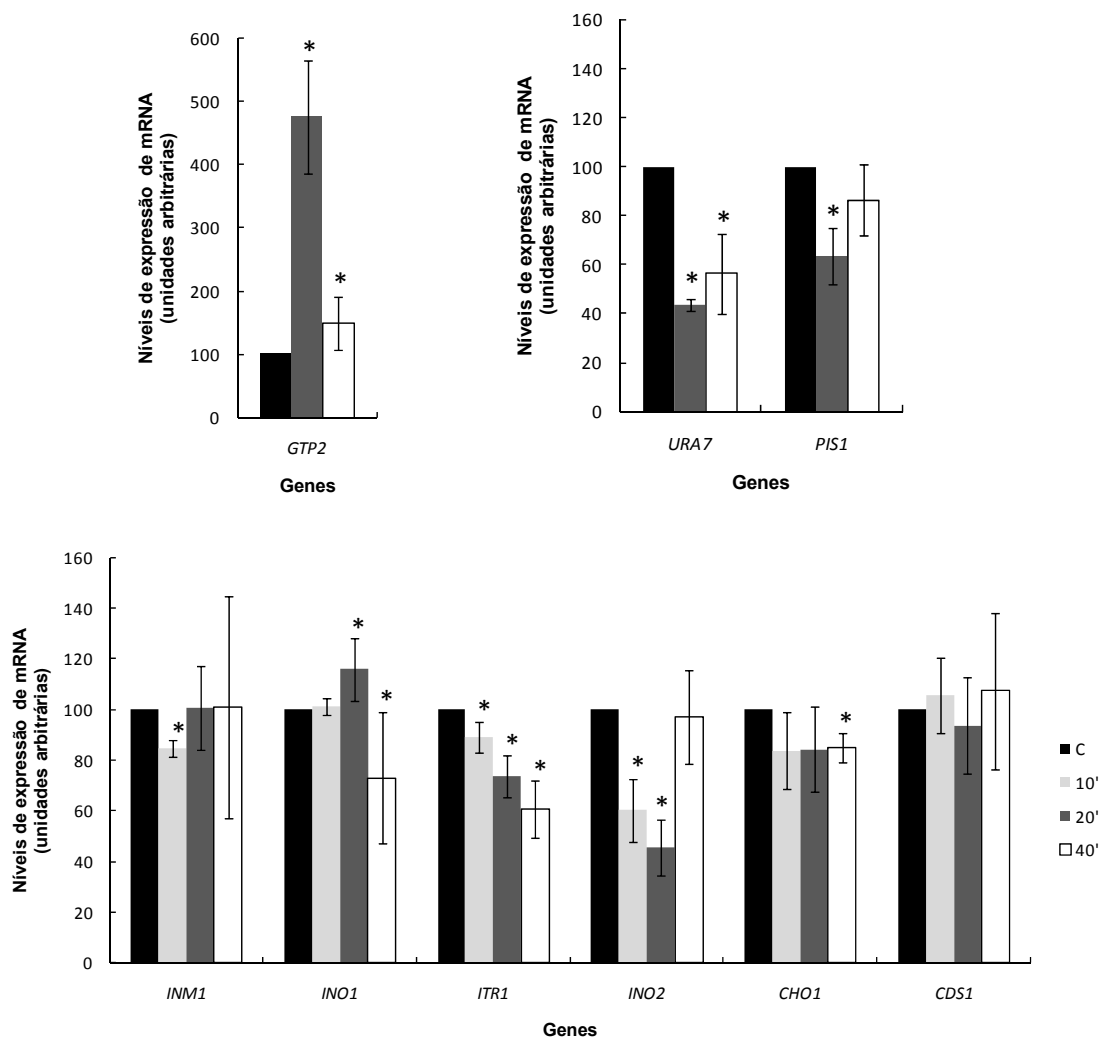 Níveis de expressão de mRNA
(unidades arbitrárias)
600
500
400
300
200
100
0
*
*
GTP2
Genes
Níveis de expressão de mRNA
(unidades arbitrárias)
160
140
120
100
80
60
40
20
0
*
*
*
URA7
PIS1
Genes
Níveis de expressão de mRNA
(unidades arbitrárias)
160
140
120
100
80
60
40
20
0
*
*
*
*
*
*
*
*
*
INM1
INO1
ITR1
INO2
CHO1
CDS1
Genes
C
10'
20'
40'